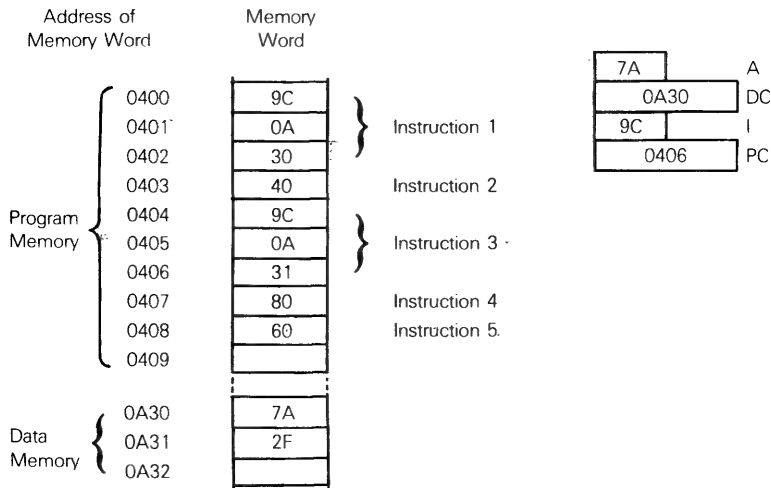 Address of Memory Word
Memory Word
7A A
0A30 DC
9C I
0406 PC
Program Memory
0400 9C
0401 0A Instruction 1
0402 30
0403 40 Instruction 2
0404 9C
0405 0A Instruction 3
0406 31
0407 80 Instruction 4
0408 60 Instruction 5.
0409
Data Memory
0A30 7A
0A31 2F
0A32